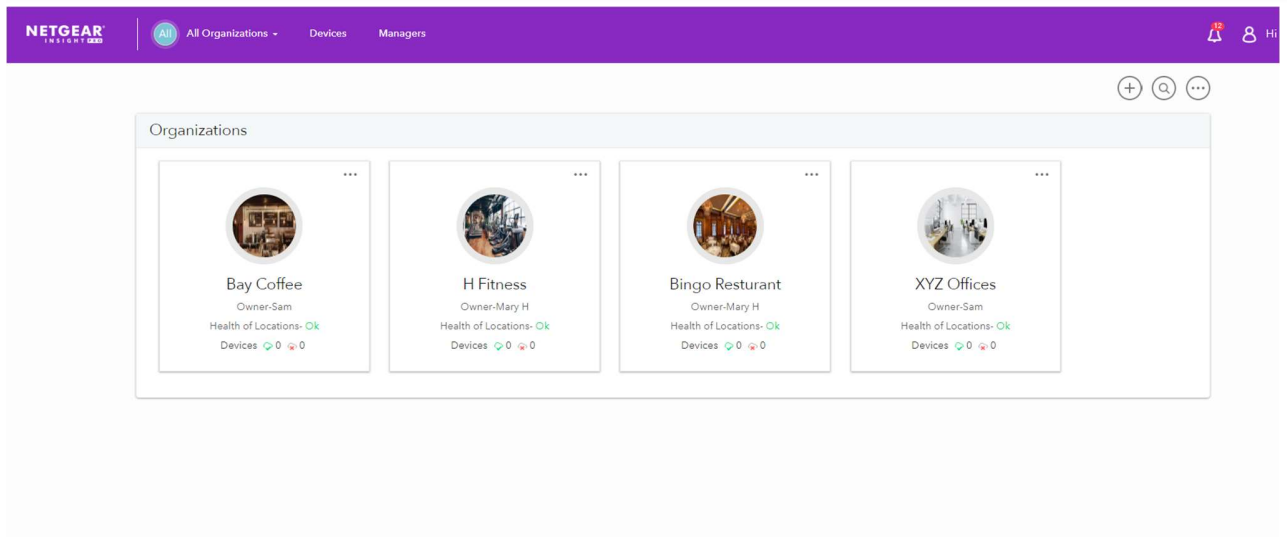 NETGEAR
INSIGHT PRO
All All Organizations Devices Managers 12 Hi
Organizations
Bay Coffee
Owner-Sam
Health of Locations- Ok
Devices 0 0
H Fitness
Owner-Mary H
Health of Locations- Ok
Devices 0 0
Bingo Resturant
Owner-Mary H
Health of Locations- Ok
Devices 0 0
XYZ Offices
Owner-Sam
Health of Locations- Ok
Devices 0 0